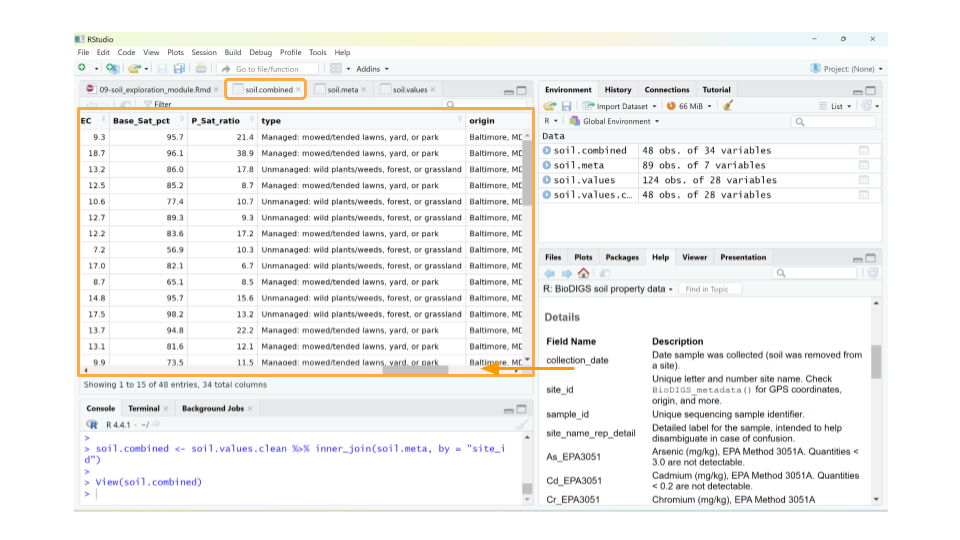 RStudio
File Edit Code View Plots Session Build Debug Profile Tools Help
Go to file/function
Addins
Project: (None)
09-soil_exploration_module.Rmd
soil.combined
soil.meta
soil.values
Filter
EC Base_Sat_pct P_Sat_ratio type origin
9.3 95.7 21.4 Managed: mowed/tended lawns, yard, or park Baltimore, MD
18.7 96.1 38.9 Managed: mowed/tended lawns, yard, or park Baltimore, MD
13.2 86.0 17.8 Unmanaged: wild plants/weeds, forest, or grassland Baltimore, MD
12.5 85.2 8.7 Managed: mowed/tended lawns, yard, or park Baltimore, MD
10.6 77.4 10.7 Unmanaged: wild plants/weeds, forest, or grassland Baltimore, MD
12.7 89.3 9.3 Unmanaged: wild plants/weeds, forest, or grassland Baltimore, MD
12.2 83.6 17.2 Managed: mowed/tended lawns, yard, or park Baltimore, MD
7.2 56.9 10.3 Unmanaged: wild plants/weeds, forest, or grassland Baltimore, MD
17.0 82.1 6.7 Unmanaged: wild plants/weeds, forest, or grassland Baltimore, MD
8.7 65.1 8.5 Managed: mowed/tended lawns, yard, or park Baltimore, MD
14.8 95.7 15.6 Unmanaged: wild plants/weeds, forest, or grassland Baltimore, MD
17.5 98.2 13.2 Unmanaged: wild plants/weeds, forest, or grassland Baltimore, MD
13.7 94.8 22.2 Managed: mowed/tended lawns, yard, or park Baltimore, MD
13.1 81.6 12.1 Managed: mowed/tended lawns, yard, or park Baltimore, MD
9.9 73.5 11.5 Managed: mowed/tended lawns, yard, or park Baltimore, MD
Showing 1 to 15 of 48 entries, 34 total columns
Console Terminal Background Jobs
R 4.4.1 · ~/
>
> soil.combined <- soil.values.clean %>% inner_join(soil.meta, by = "site_i
d")
>
> View(soil.combined)
>
Environment History Connections Tutorial
Import Dataset 66 MiB List
R Global Environment
Data
soil.combined 48 obs. of 34 variables
soil.meta 89 obs. of 7 variables
soil.values 124 obs. of 28 variables
soil.values.c… 48 obs. of 28 variables
Files Plots Packages Help Viewer Presentation
R: BioDIGS soil property data Find in Topic
Details
Field Name Description
collection_date Date sample was collected (soil was removed from
a site).
site_id Unique letter and number site name. Check
BioDIGS_metadata() for GPS coordinates,
origin, and more.
sample_id Unique sequencing sample identifier.
site_name_rep_detail Detailed label for the sample, intended to help
disambiguate in case of confusion.
As_EPA3051 Arsenic (mg/kg), EPA Method 3051A. Quantities <
3.0 are not detectable.
Cd_EPA3051 Cadmium (mg/kg), EPA Method 3051A. Quantities
< 0.2 are not detectable.
Cr_EPA3051 Chromium (mg/kg), EPA Method 3051A